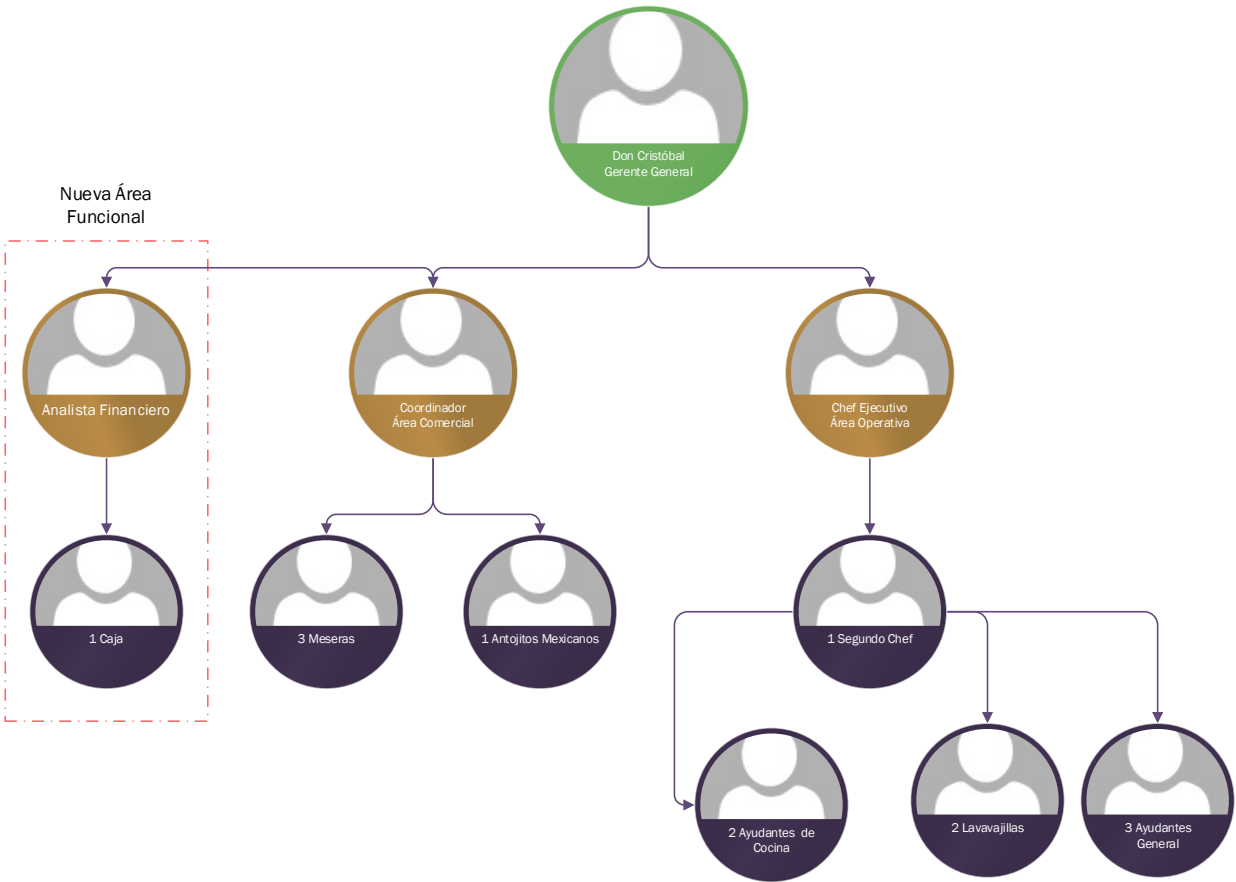 Don Cristóbal
Gerente General
Nueva Área
Funcional
Analista Financiero
Coordinador
Área Comercial
Chef Ejecutivo
Área Operativa
1 Caja
3 Meseras
1 Antojitos Mexicanos
1 Segundo Chef
2 Ayudantes de
Cocina
2 Lavavajillas
3 Ayudantes
General